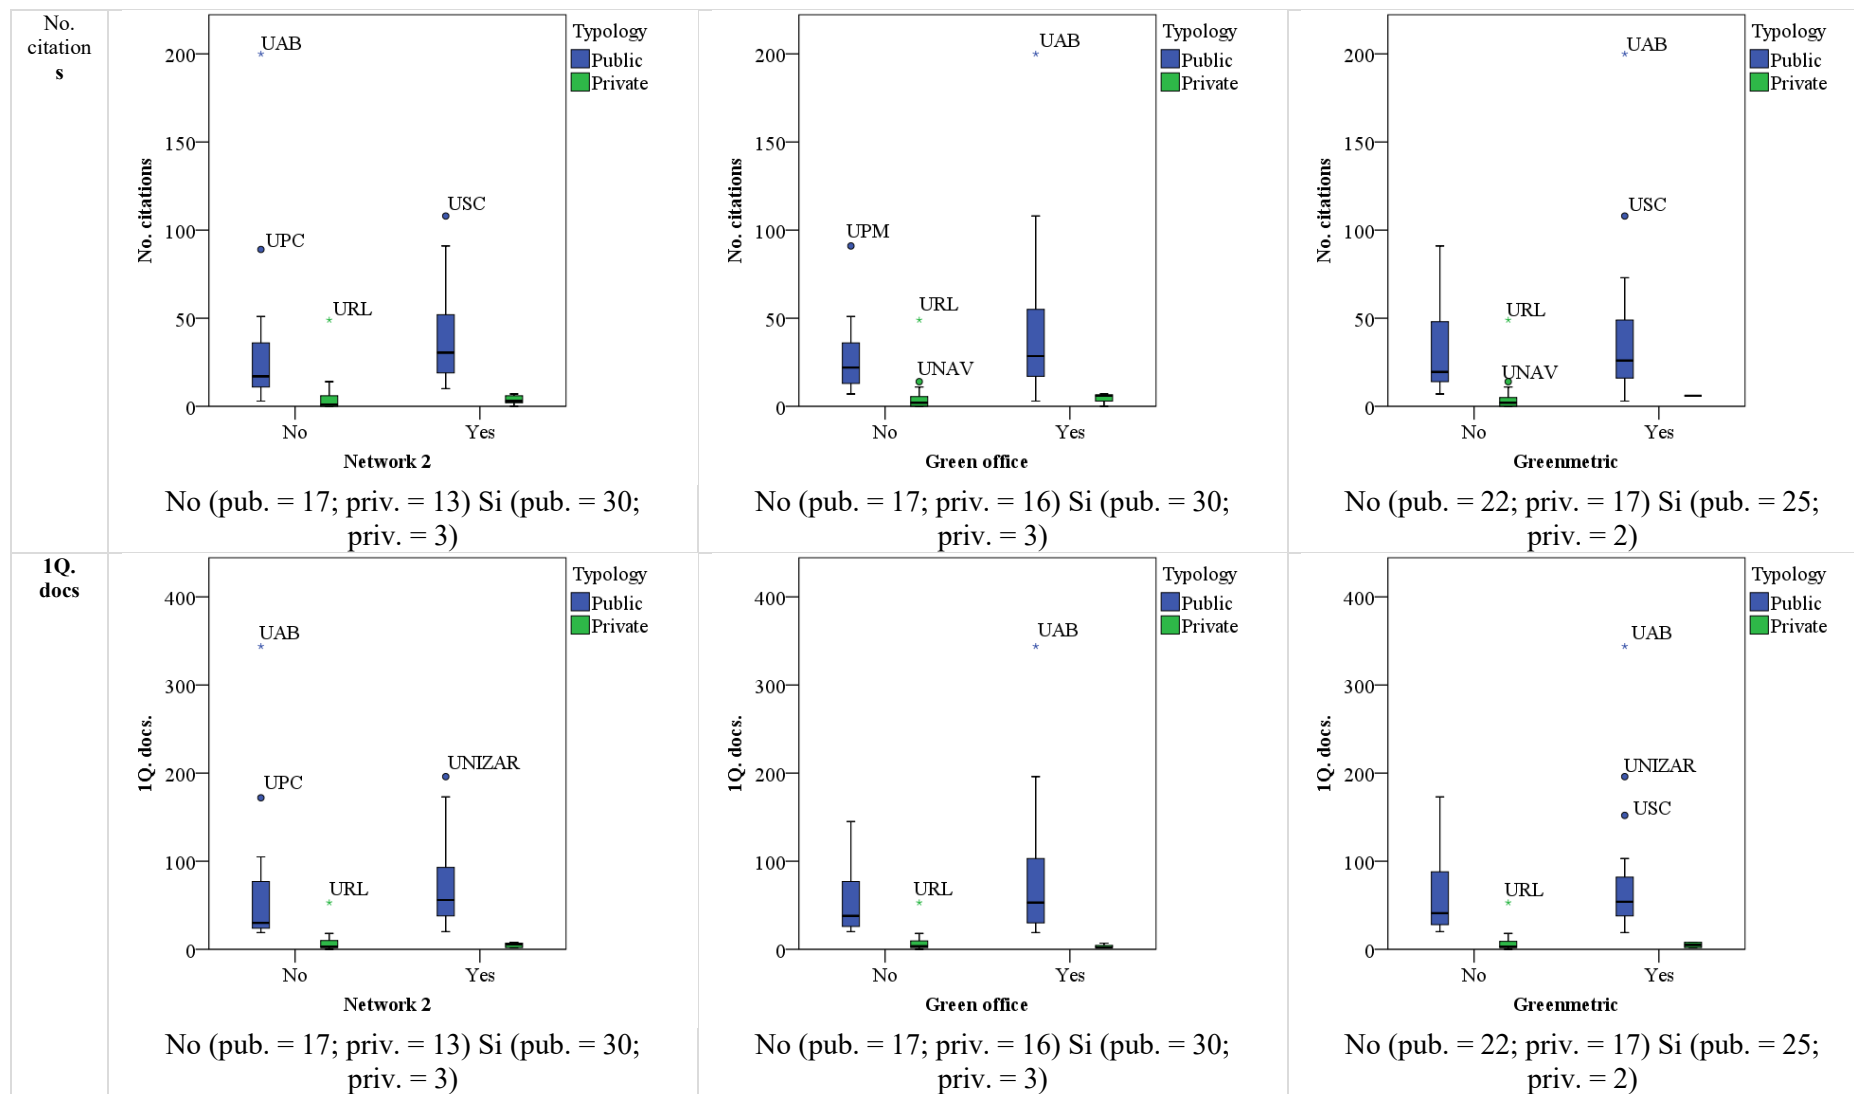 No.
citation
s
200
150
100
50
0
No. citations
UAB
UPC
URL
USC
No
Yes
Network 2
Typology
Public
Private
No (pub. = 17; priv. = 13) Si (pub. = 30;
priv. = 3)
200
150
100
50
0
No. citations
UAB
UPM
URL
UNAV
No
Yes
Green office
Typology
Public
Private
No (pub. = 17; priv. = 16) Si (pub. = 30;
priv. = 3)
200
150
100
50
0
No. citations
UAB
USC
URL
UNAV
No
Yes
Greenmetric
Typology
Public
Private
No (pub. = 22; priv. = 17) Si (pub. = 25;
priv. = 2)
1Q.
docs
400
300
200
100
0
1Q. docs.
UAB
UPC
URL
UNIZAR
No
Yes
Network 2
Typology
Public
Private
No (pub. = 17; priv. = 13) Si (pub. = 30;
priv. = 3)
400
300
200
100
0
1Q. docs.
UAB
URL
No
Yes
Green office
Typology
Public
Private
No (pub. = 17; priv. = 16) Si (pub. = 30;
priv. = 3)
400
300
200
100
0
1Q. docs.
UAB
UNIZAR
USC
URL
No
Yes
Greenmetric
Typology
Public
Private
No (pub. = 22; priv. = 17) Si (pub. = 25;
priv. = 2)